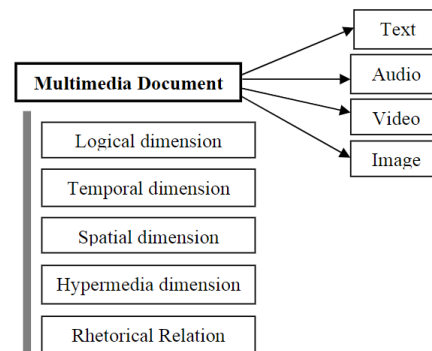 Text
Audio
Multimedia Document
Video
Image
Logical dimension
Temporal dimension
Spatial dimension
Hypermedia dimension
Rhetorical Relation